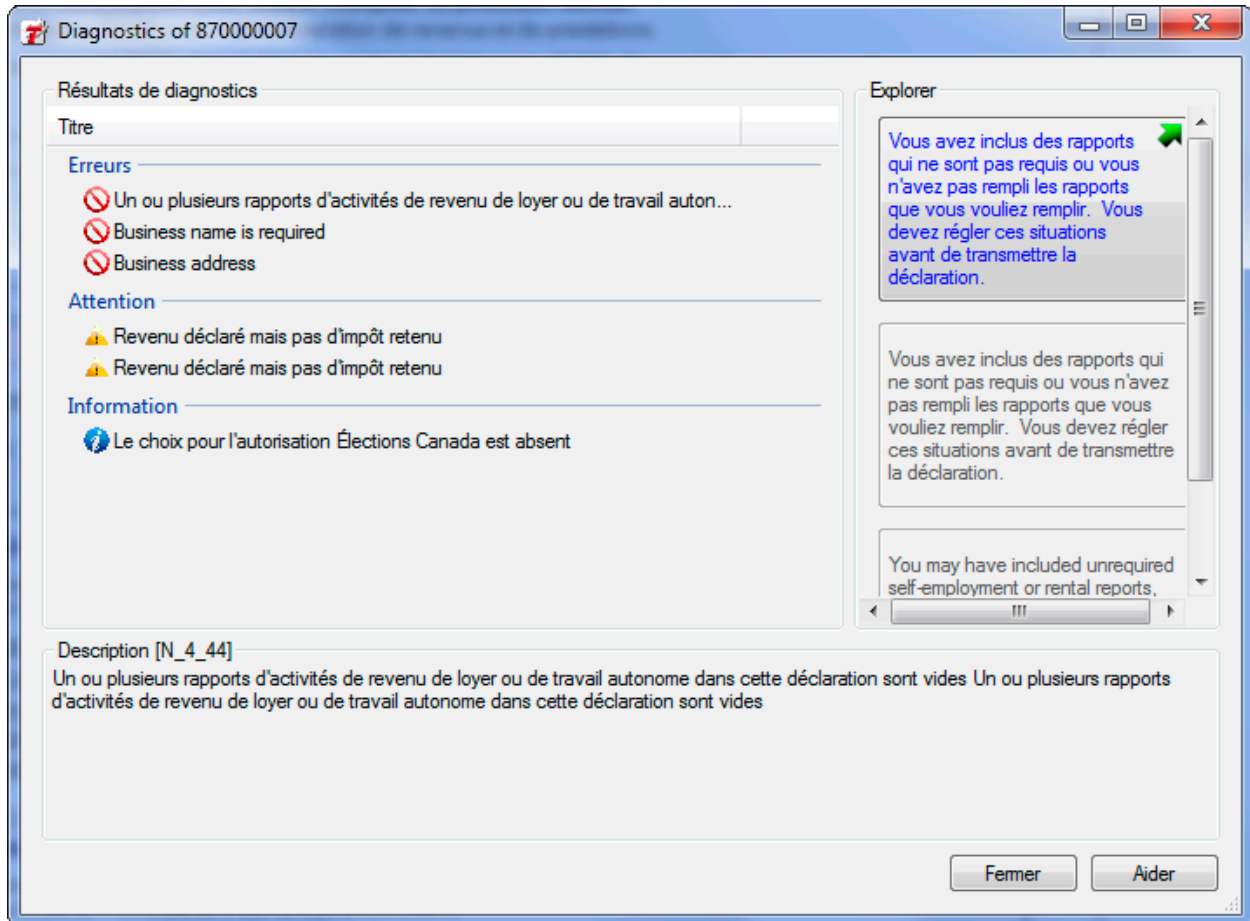 Diagnostics of 870000007
Résultats de diagnostics
Titre
Erreurs
Un ou plusieurs rapports d'activités de revenu de loyer ou de travail auton...
Business name is required
Business address
Attention
Revenu déclaré mais pas d'impôt retenu
Revenu déclaré mais pas d'impôt retenu
Information
Le choix pour l'autorisation Élections Canada est absent
Explorer
Vous avez inclus des rapports
qui ne sont pas requis ou vous
n'avez pas rempli les rapports
que vous vouliez remplir. Vous
devez régler ces situations
avant de transmettre la
déclaration.
Vous avez inclus des rapports qui
ne sont pas requis ou vous n'avez
pas rempli les rapports que vous
vouliez remplir. Vous devez régler
ces situations avant de transmettre
la déclaration.
You may have included unrequired
self-employment or rental reports,
Description [N_4_44]
Un ou plusieurs rapports d'activités de revenu de loyer ou de travail autonome dans cette déclaration sont vides Un ou plusieurs rapports
d'activités de revenu de loyer ou de travail autonome dans cette déclaration sont vides
Fermer
Aider